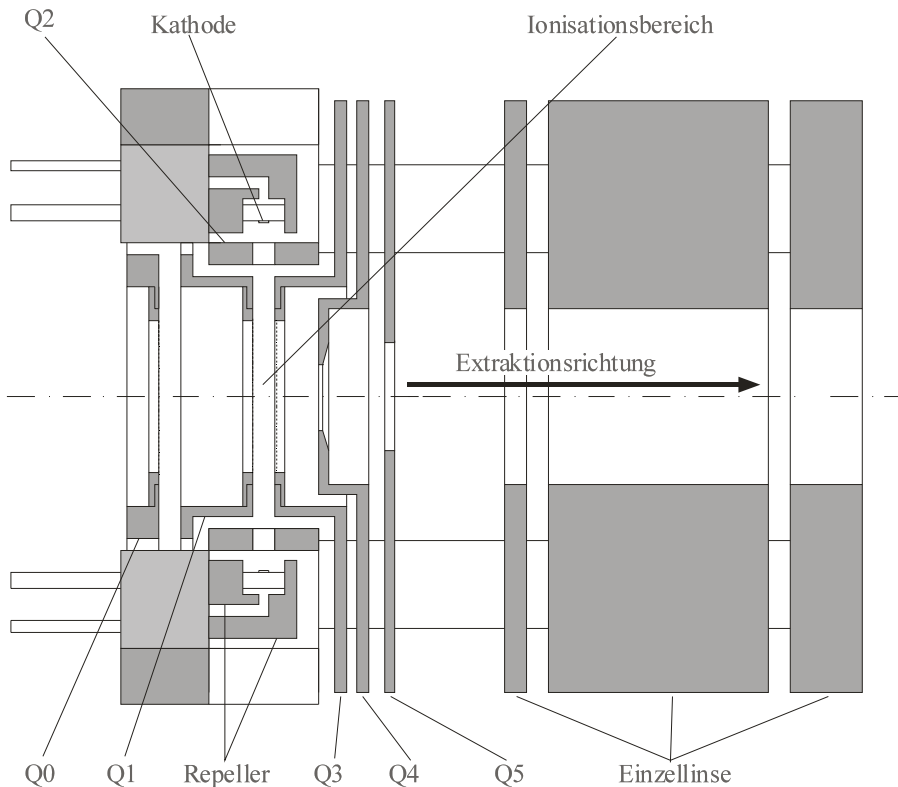 Q2
Kathode
Ionisationsbereich
Extraktionsrichtung
Q0
Q1
Repeller
Q3
Q4
Q5
Einzellinse